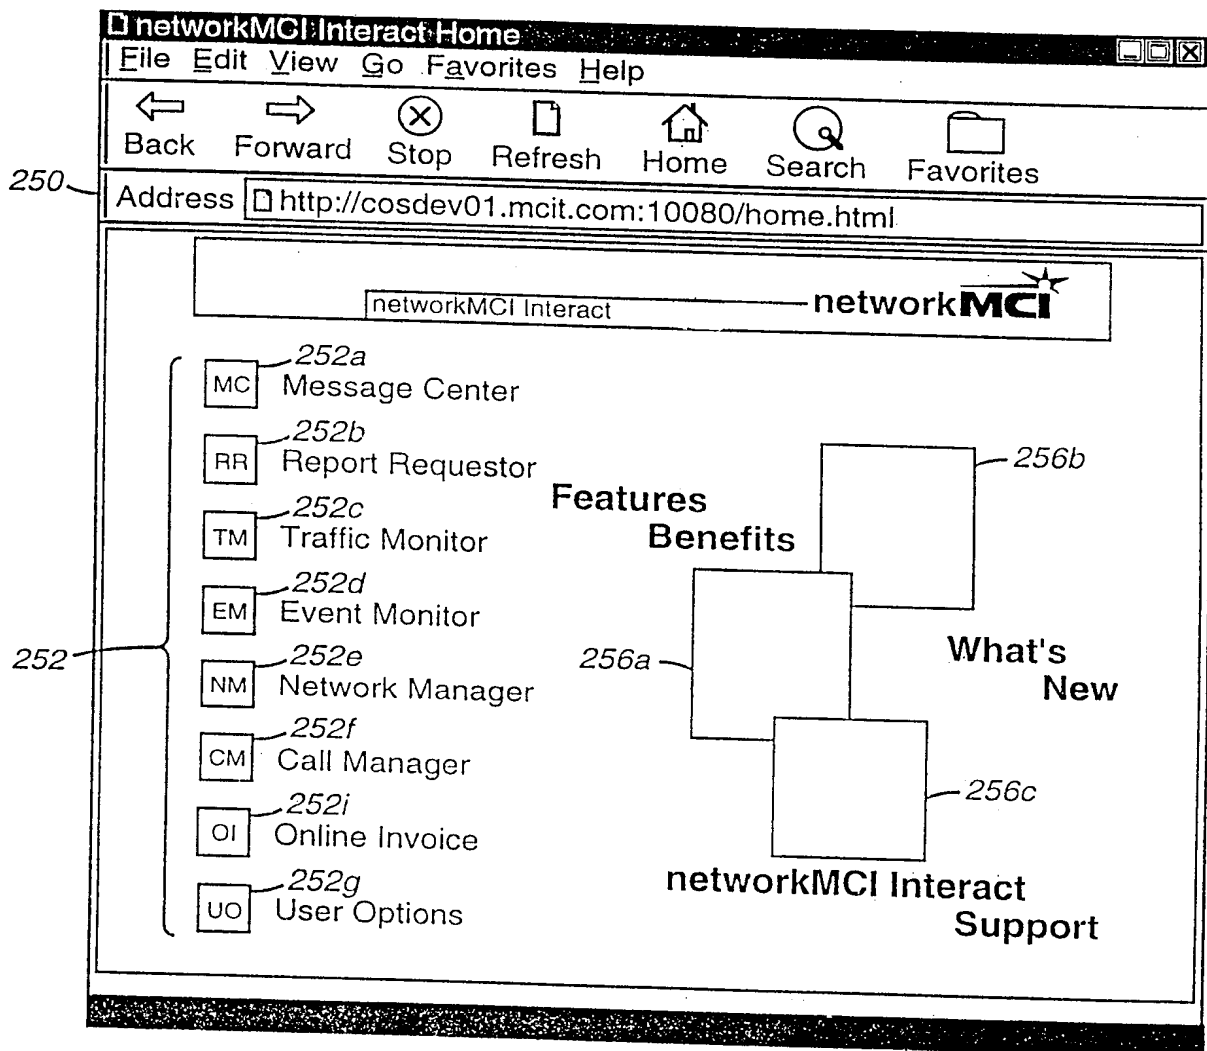 networkMCI Interact Home
File Edit View Go Favorites Help
Back Forward Stop Refresh Home Search Favorites
250
Address http://cosdev01.mcit.com:10080/home.html
networkMCI Interact
networkMCI
252
MC 252a Message Center
RR 252b Report Requestor
TM 252c Traffic Monitor
EM 252d Event Monitor
NM 252e Network Manager
CM 252f Call Manager
OI 252i Online Invoice
UO 252g User Options
Features
Benefits
256b
256a
What's
New
256c
networkMCI Interact
Support